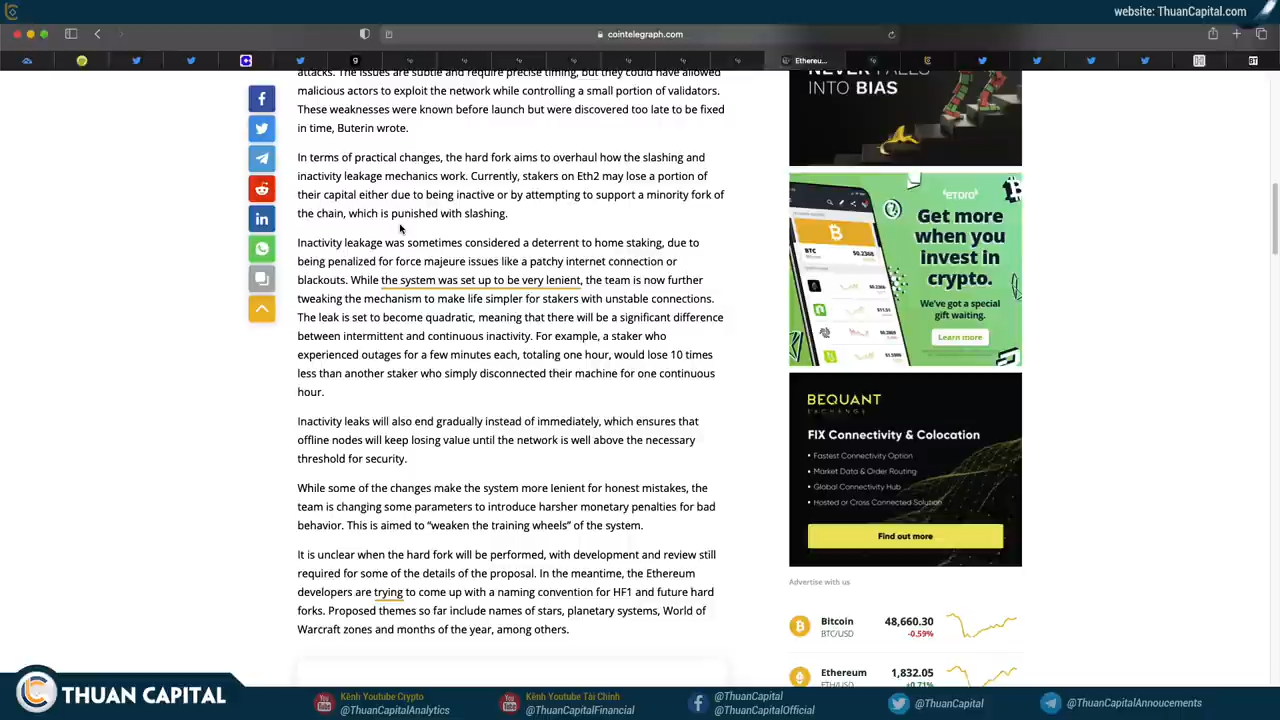 website: ThuanCapital.com
cointelegraph.com
Ethereu...
attacks. The issues are subtle and require precise timing, but they could have allowed
malicious actors to exploit the network while controlling a small portion of validators.
These weaknesses were known before launch but were discovered too late to be fixed
in time, Buterin wrote.
In terms of practical changes, the hard fork aims to overhaul how the slashing and
inactivity leakage mechanics work. Currently, stakers on Eth2 may lose a portion of
their capital either due to being inactive or by attempting to support a minority fork of
the chain, which is punished with slashing.
Inactivity leakage was sometimes considered a deterrent to home staking, due to
being penalized for force majeure issues like a patchy internet connection or
blackouts. While the system was set up to be very lenient, the team is now further
tweaking the mechanism to make life simpler for stakers with unstable connections.
The leak is set to become quadratic, meaning that there will be a significant difference
between intermittent and continuous inactivity. For example, a staker who
experienced outages for a few minutes each, totaling one hour, would lose 10 times
less than another staker who simply disconnected their machine for one continuous
hour.
Inactivity leaks will also end gradually instead of immediately, which ensures that
offline nodes will keep losing value until the network is well above the necessary
threshold for security.
While some of the changes make the system more lenient for honest mistakes, the
team is changing some parameters to introduce harsher monetary penalties for bad
behavior. This is aimed to “weaken the training wheels” of the system.
It is unclear when the hard fork will be performed, with development and review still
required for some of the details of the proposal. In the meantime, the Ethereum
developers are trying to come up with a naming convention for HF1 and future hard
forks. Proposed themes so far include names of stars, planetary systems, World of
Warcraft zones and months of the year, among others.
NEVER FALLS
INTO BIAS
eTORO
Get more
when you
invest in
crypto.
We've got a special
gift waiting.
Learn more
BTC
BEQUANT
EXCHANGE
FIX Connectivity & Colocation
• Fastest Connectivity Option
• Market Data & Order Routing
• Global Connectivity Hub
• Hosted or Cross Connected Solution
Find out more
Advertise with us
Bitcoin 48,660.30
BTC/USD -0.59%
Ethereum 1,832.05
ETH/USD +0.71%
THUAN CAPITAL
Kênh Youtube Crypto
@ThuanCapitalAnalytics
Kênh Youtube Tài Chính
@ThuanCapitalFinancial
@ThuanCapital
@ThuanCapitalOfficial
@ThuanCapital
@ThuanCapitalAnnoucements